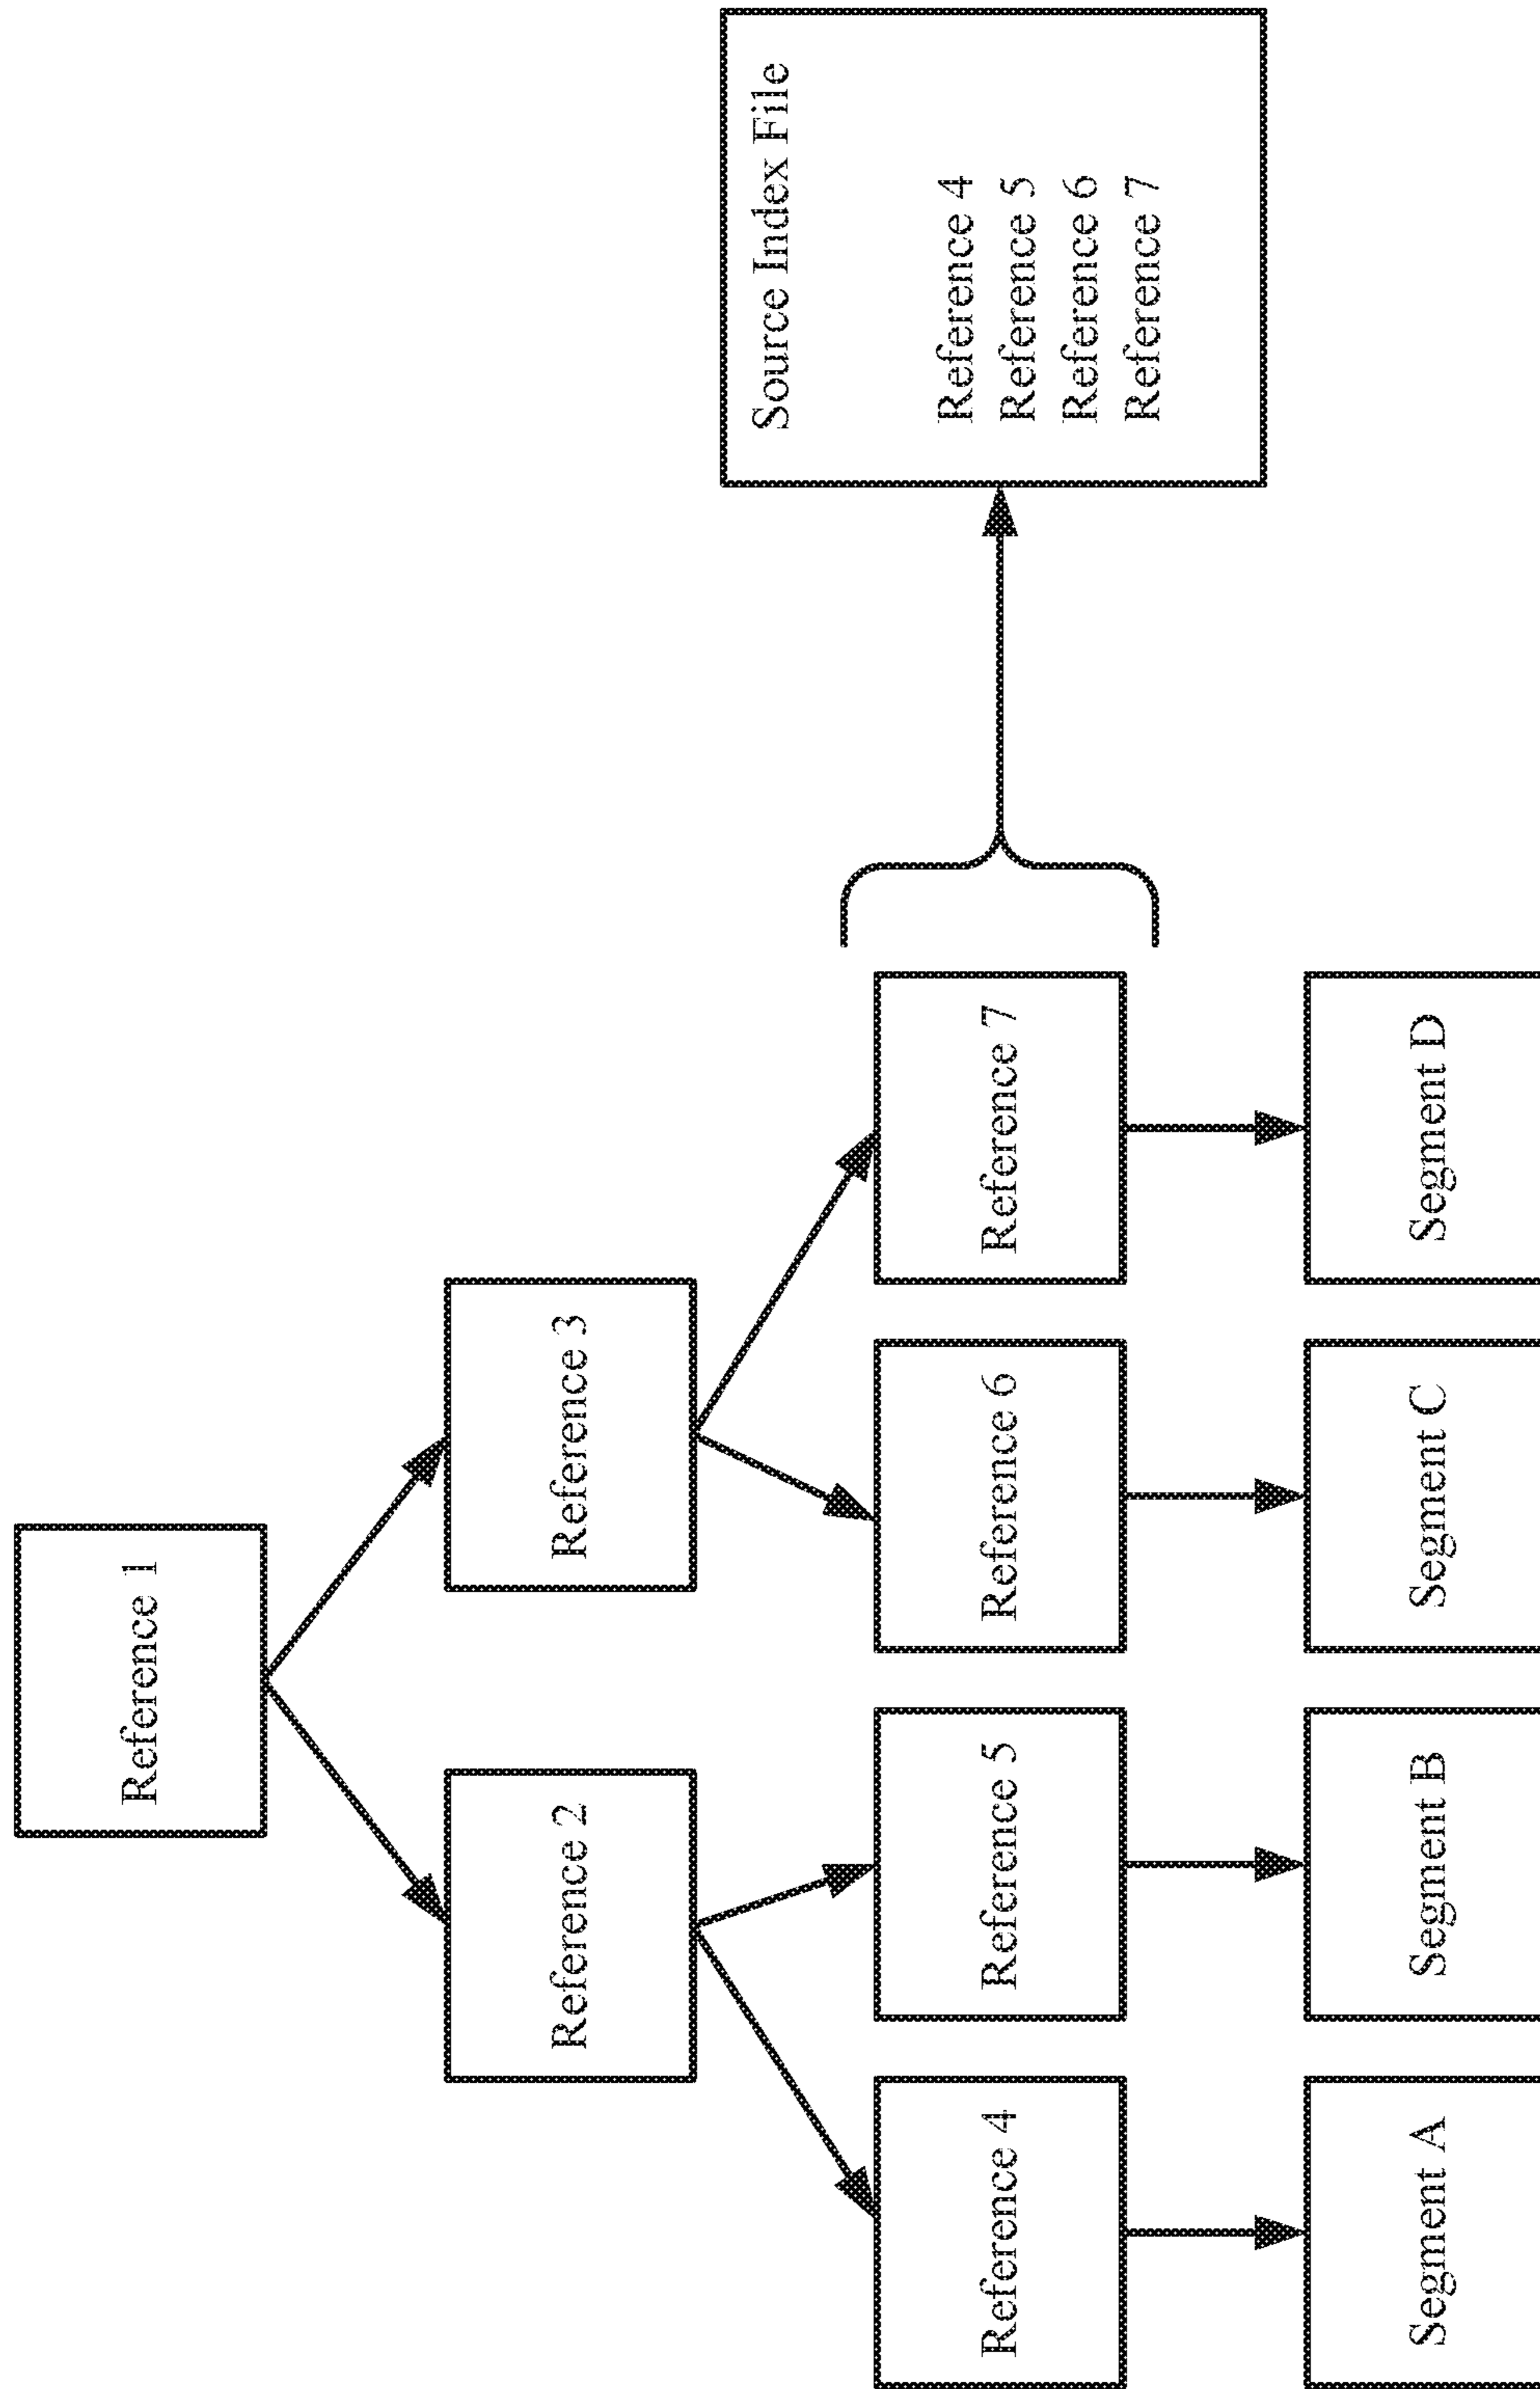 Reference 1
Reference 2
Reference 3
Reference 4
Reference 5
Reference 6
Reference 7
Segment A
Segment B
Segment C
Segment D
Source Index File
Reference 4
Reference 5
Reference 6
Reference 7